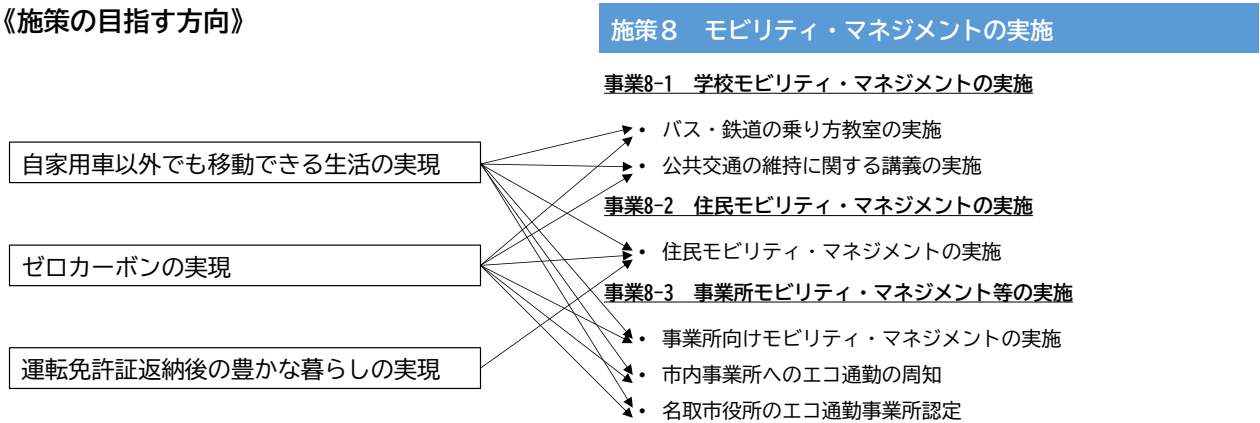 《施策の目指す方向》
自家用車以外でも移動できる生活の実現
ゼロカーボンの実現
運転免許証返納後の豊かな暮らしの実現
施策８　モビリティ・マネジメントの実施
事業8-1　学校モビリティ・マネジメントの実施
• バス・鉄道の乗り方教室の実施
• 公共交通の維持に関する講義の実施
事業8-2　住民モビリティ・マネジメントの実施
• 住民モビリティ・マネジメントの実施
事業8-3　事業所モビリティ・マネジメント等の実施
• 事業所向けモビリティ・マネジメントの実施
• 市内事業所へのエコ通勤の周知
• 名取市役所のエコ通勤事業所認定